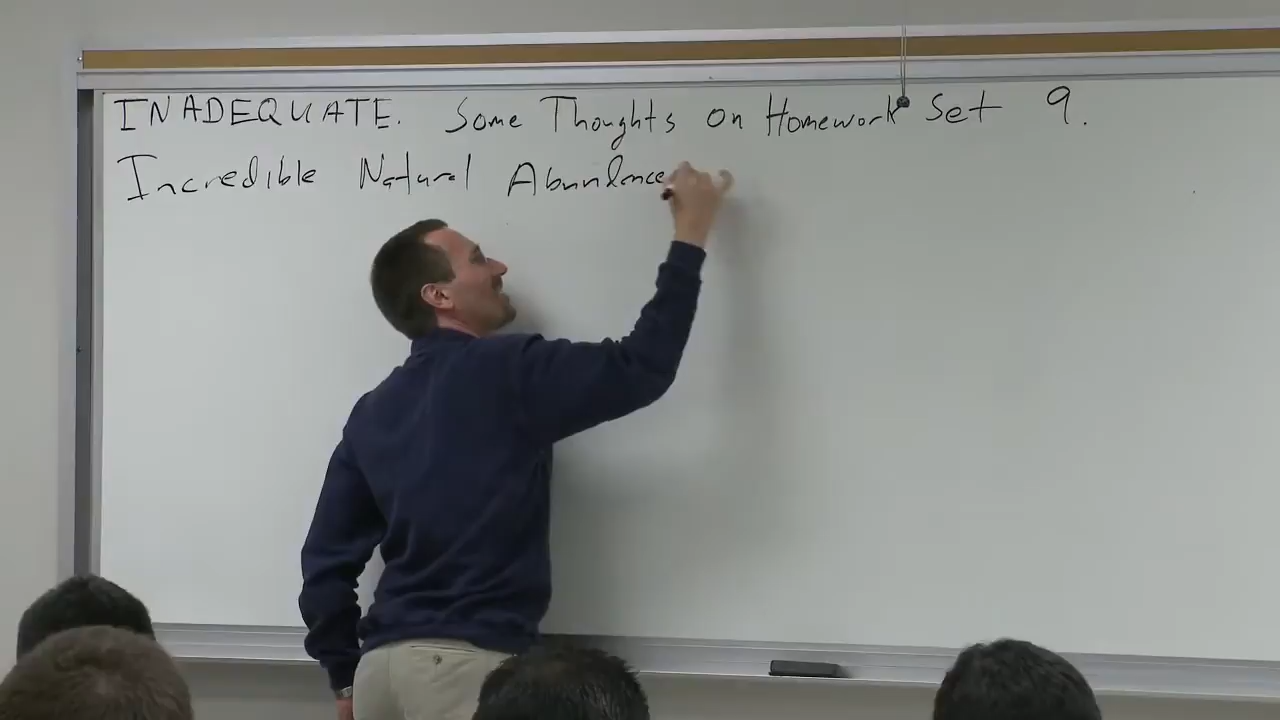 INADEQUATE. Some Thoughts on Homework Set 9.
Incredible Natural Abundance